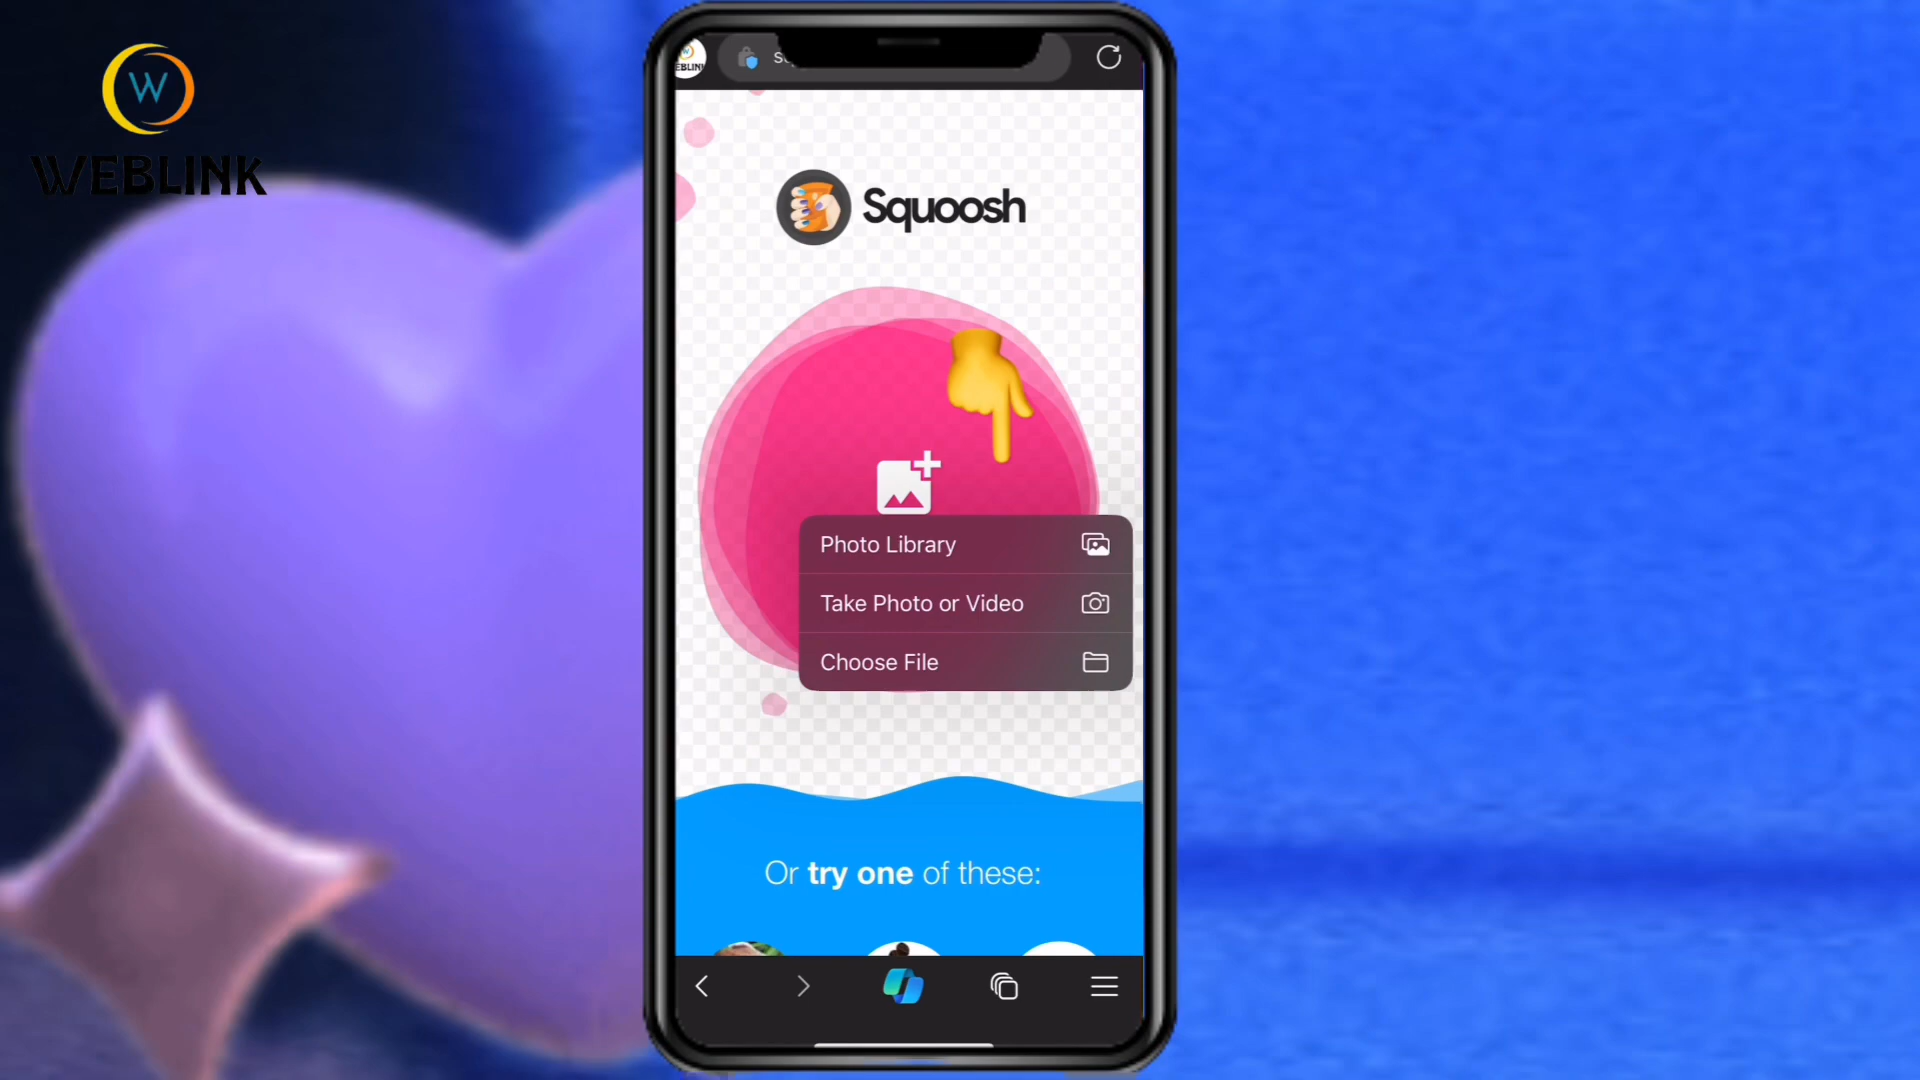 W
WEBLINK
Squoosh
Photo Library
Take Photo or Video
Choose File
Or try one of these: